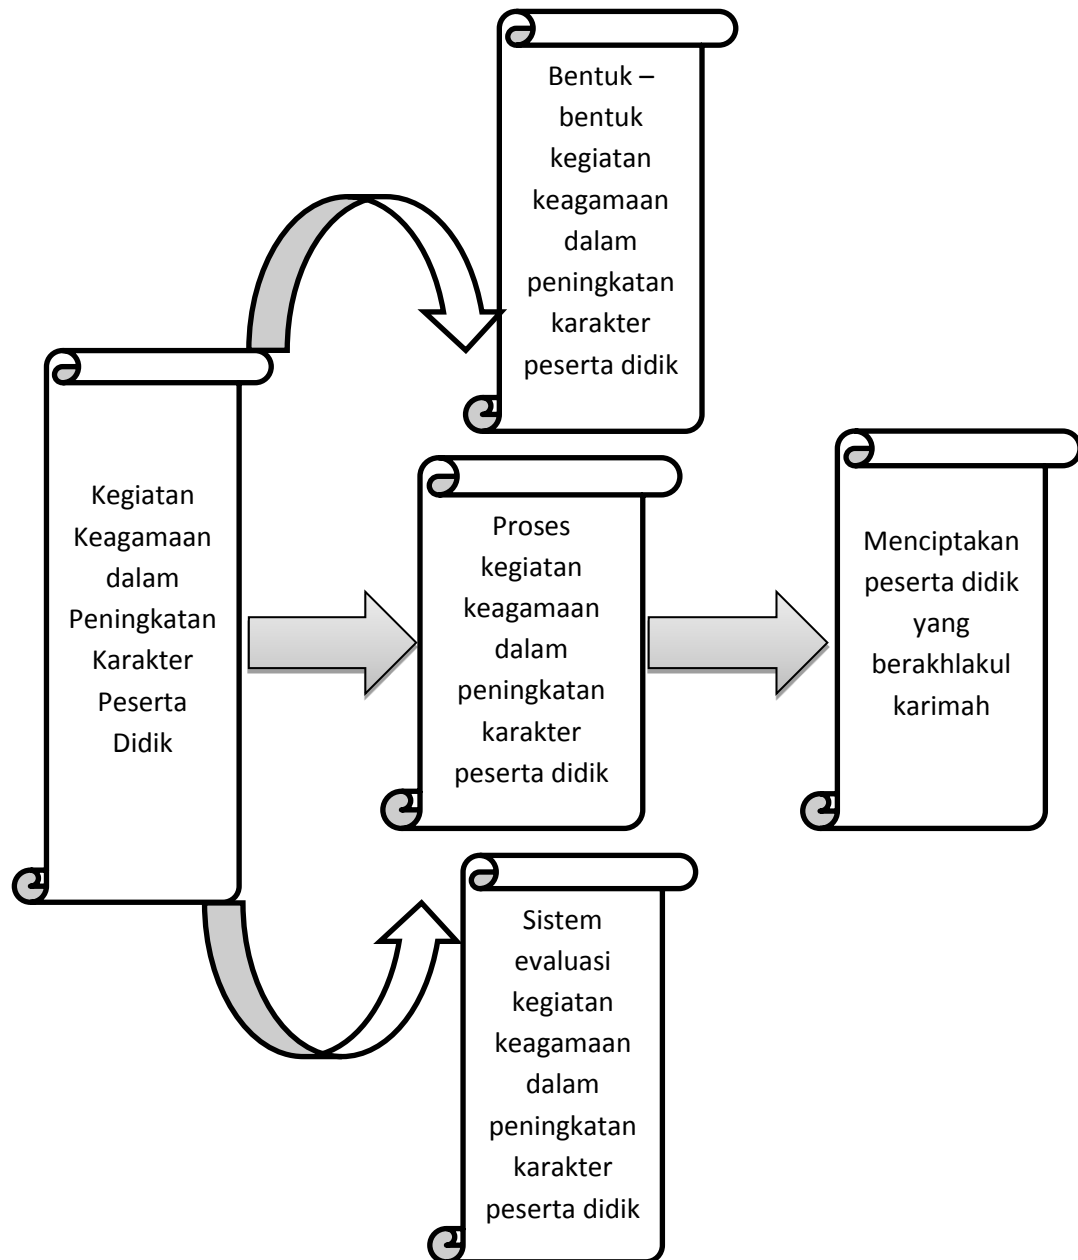 Bentuk –
bentuk
kegiatan
keagamaan
dalam
peningkatan
karakter
peserta didik
Kegiatan
Keagamaan
dalam
Peningkatan
Karakter
Peserta
Didik
Proses
kegiatan
keagamaan
dalam
peningkatan
karakter
peserta didik
Menciptakan
peserta didik
yang
berakhlakul
karimah
Sistem
evaluasi
kegiatan
keagamaan
dalam
peningkatan
karakter
peserta didik